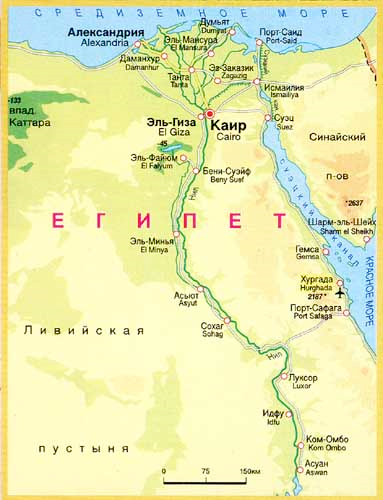 СРЕДИЗЕМНОЕ МОРЕ
Думьят
Dumyat
Александрия
Alexandria
Эль-Мансура
El Mansura
Порт-Саид
Port-Said
Даманхур
Damanhur
Эз-Заказик
Zagazig
Танта
Tanta
Исмаилия
Ismailiya
-133
впад.
Каттара
Эль-Гиза
El Giza
Каир
Cairo
Суэц
Suez
Синайский
п-ов
-45
Эль-Файюм
El Faiyum
Бени-Суэйф
Beny Suef
Нил
Суэцкий канал
2637
ЕГИПЕТ
Шарм-эль-Шейх
Sharm el Sheikh
Эль-Минья
El Minya
Гемса
Gemsa
КРАСНОЕ МОРЕ
Хургада
Hurghada
2187
Асьют
Asyut
Порт-Сафага
Port Safaga
Сохаг
Sohag
Ливийская
Нил
Луксор
Luxor
Идфу
Idfu
пустыня
Ком-Омбо
Kom Ombo
Асуан
Aswan
0 75 150км